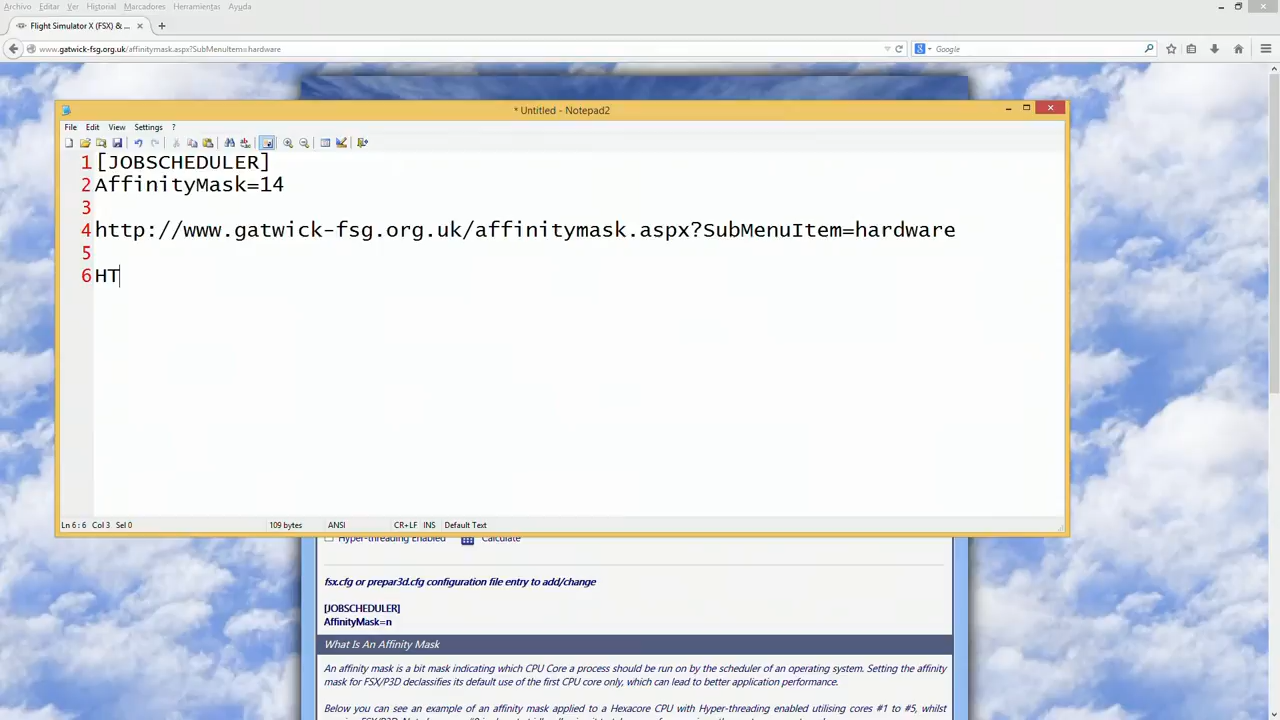 Archivo Editar Ver Historial Marcadores Herramientas Ayuda
Flight Simulator X (FSX) & ...
www.gatwick-fsg.org.uk/affinitymask.aspx?SubMenuItem=hardware
Google
* Untitled - Notepad2
File Edit View Settings ?
1 [JOBSCHEDULER]
2 AffinityMask=14
3
4 http://www.gatwick-fsg.org.uk/affinitymask.aspx?SubMenuItem=hardware
5
6 HT
Ln 6 : 6 Col 3 Sel 0 109 bytes ANSI CR+LF INS Default Text
Hyper-threading Enabled Calculate
fsx.cfg or prepar3d.cfg configuration file entry to add/change
[JOBSCHEDULER]
AffinityMask=n
What Is An Affinity Mask
An affinity mask is a bit mask indicating which CPU Core a process should be run on by the scheduler of an operating system. Setting the affinity
mask for FSX/P3D declassifies its default use of the first CPU core only, which can lead to better application performance.
Below you can see an example of an affinity mask applied to a Hexacore CPU with Hyper-threading enabled utilising cores #1 to #5, whilst